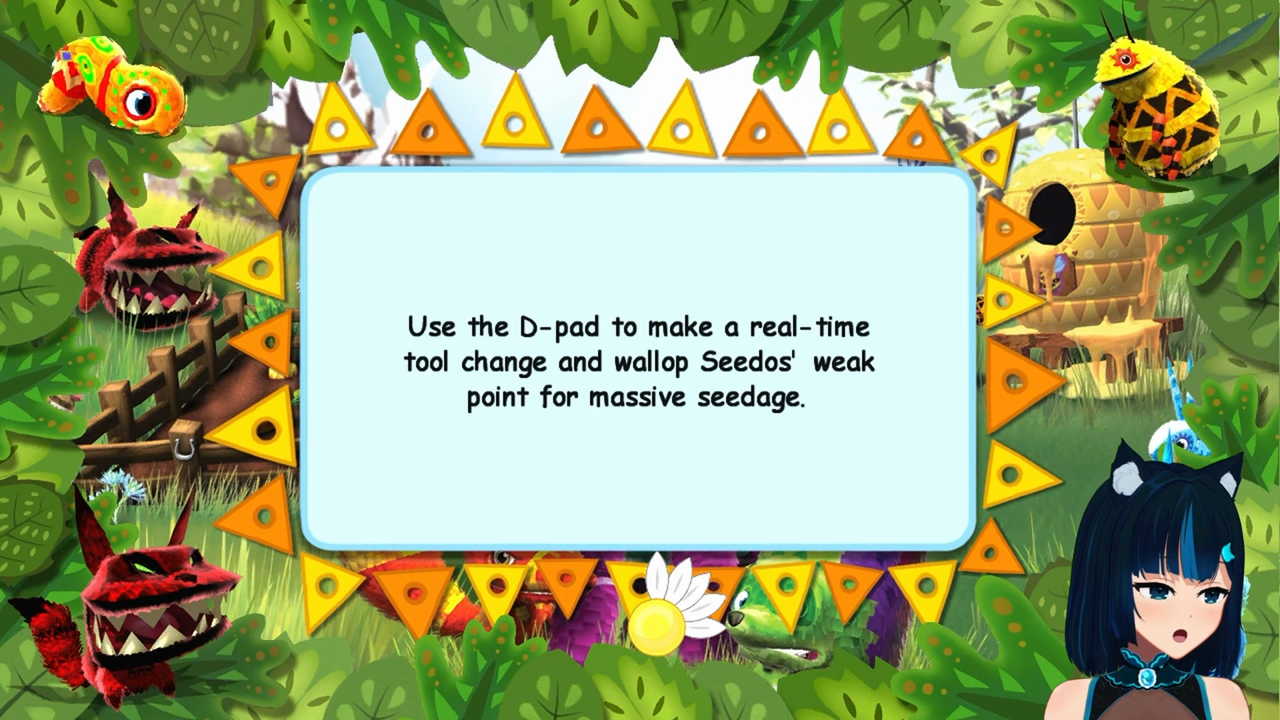 Use the D-pad to make a real-time
tool change and wallop Seedos' weak
point for massive seedage.